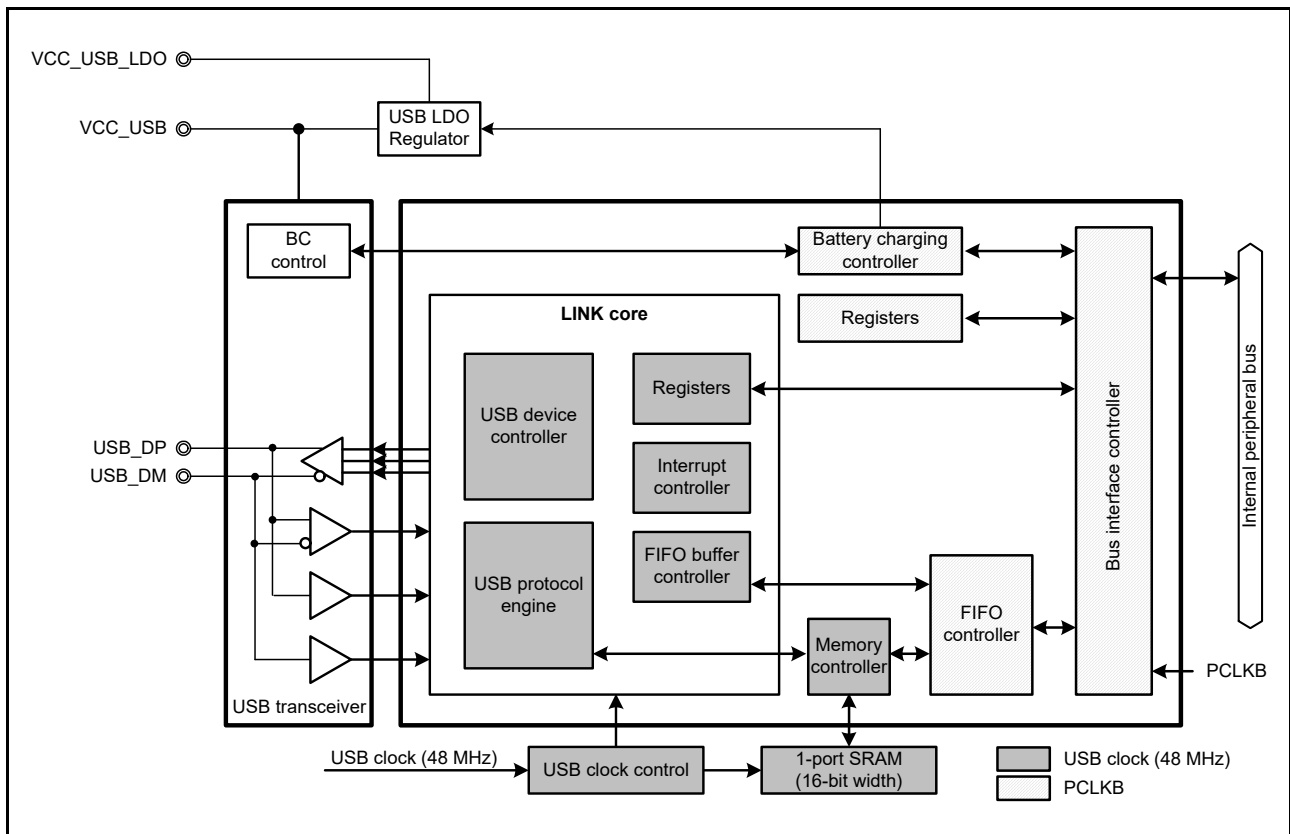 VCC_USB_LDO
VCC_USB
USB LDO
Regulator
BC
control
Battery charging
controller
LINK core
Registers
USB device
controller
Registers
Interrupt
controller
USB_DP
USB_DM
FIFO buffer
controller
USB protocol
engine
FIFO
controller
Memory
controller
Bus interface controller
Internal peripheral bus
PCLKB
USB transceiver
USB clock (48 MHz)
USB clock control
1-port SRAM
(16-bit width)
USB clock (48 MHz)
PCLKB